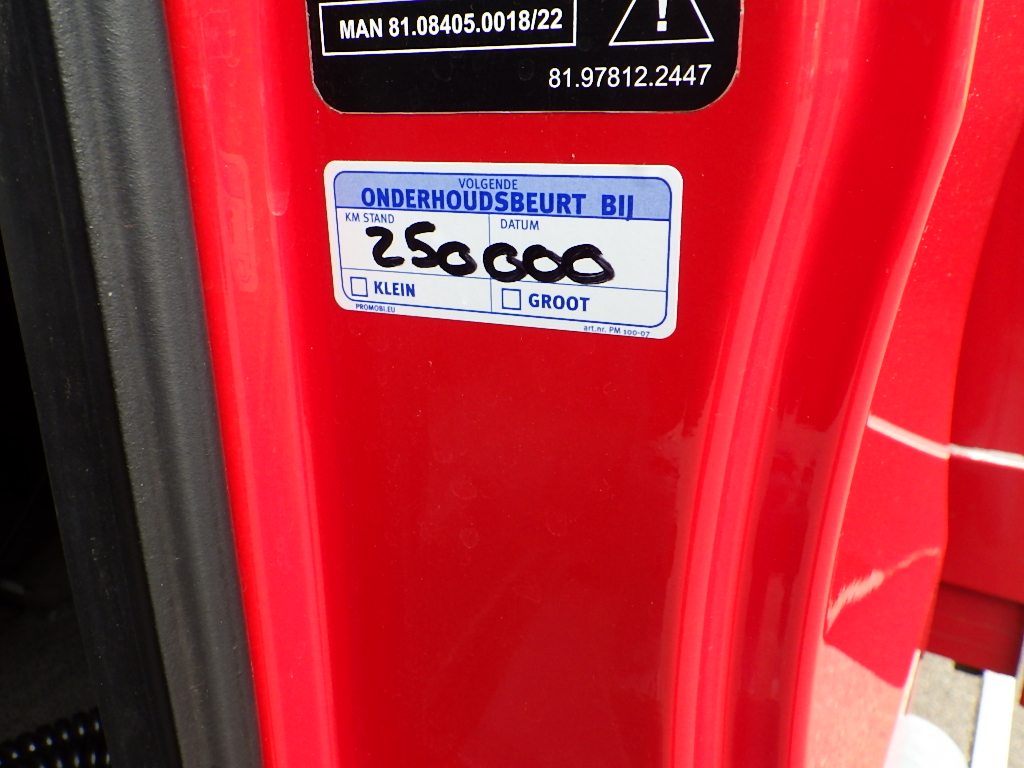 MAN 81.08405.0018/22
!
81.97812.2447
VOLGENDE
ONDERHOUDSBEURT BIJ
KM STAND DATUM
250000
KLEIN GROOT
PROMOBI.EU art.nr. PM 100-07